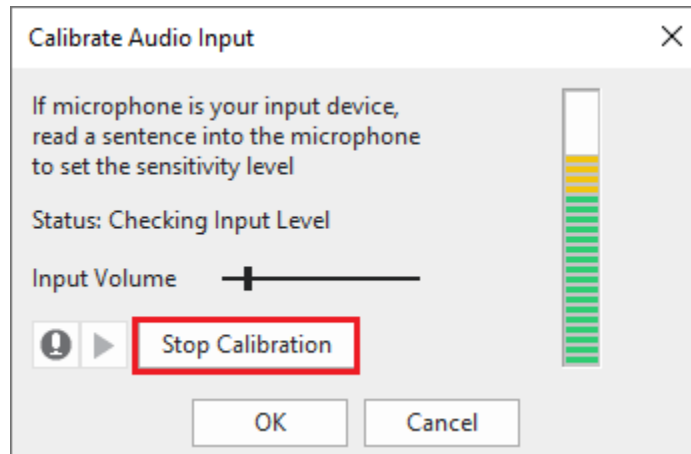 Calibrate Audio Input
If microphone is your input device,
read a sentence into the microphone
to set the sensitivity level
Status: Checking Input Level
Input Volume
Stop Calibration
OK
Cancel